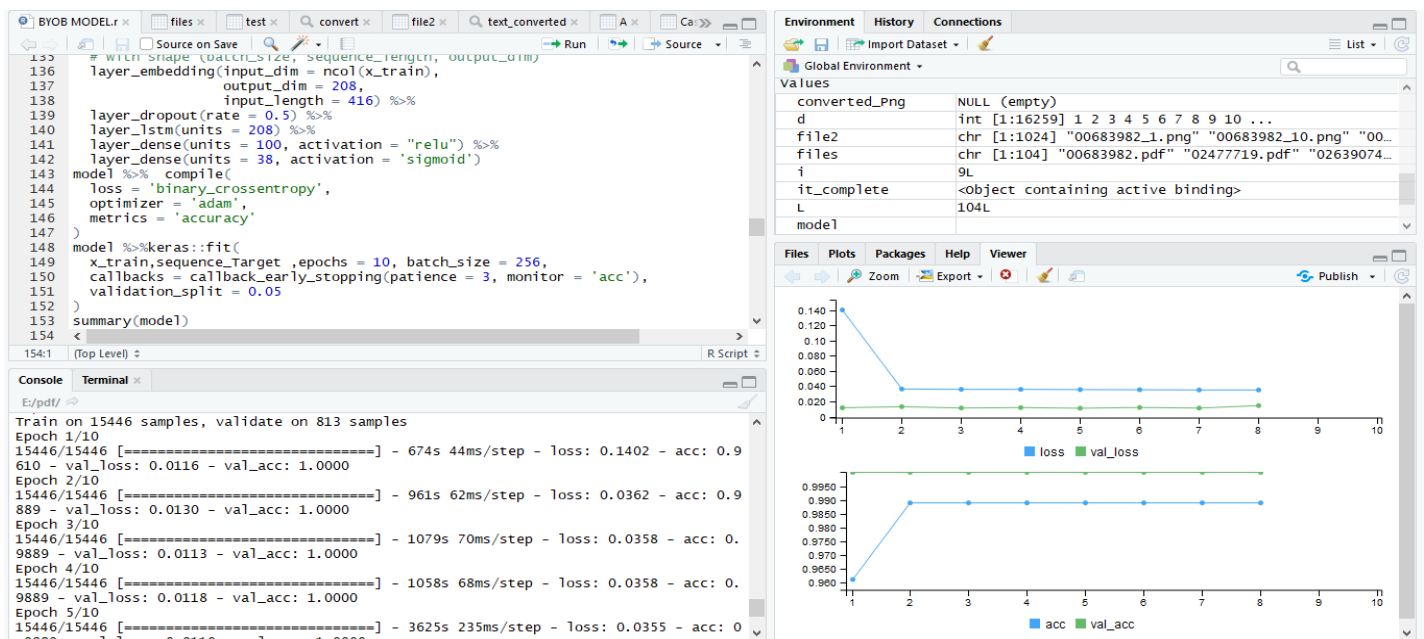 BYOB MODEL.r × files × test × convert × file2 × text_converted × A × Ca
Source on Save Run Source
135 # with shape (batch_size, sequence_length, output_dim)
136 layer_embedding(input_dim = ncol(x_train),
137 output_dim = 208,
138 input_length = 416) %>%
139 layer_dropout(rate = 0.5) %>%
140 layer_lstm(units = 208) %>%
141 layer_dense(units = 100, activation = "relu") %>%
142 layer_dense(units = 38, activation = 'sigmoid')
143 model %>% compile(
144 loss = 'binary_crossentropy',
145 optimizer = 'adam',
146 metrics = 'accuracy'
147 )
148 model %>%keras::fit(
149 x_train,sequence_Target ,epochs = 10, batch_size = 256,
150 callbacks = callback_early_stopping(patience = 3, monitor = 'acc'),
151 validation_split = 0.05
152 )
153 summary(model)
154
154:1 (Top Level) R Script
Console Terminal ×
E:/pdf/
Train on 15446 samples, validate on 813 samples
Epoch 1/10
15446/15446 [==============================] - 674s 44ms/step - loss: 0.1402 - acc: 0.9
610 - val_loss: 0.0116 - val_acc: 1.0000
Epoch 2/10
15446/15446 [==============================] - 961s 62ms/step - loss: 0.0362 - acc: 0.9
889 - val_loss: 0.0130 - val_acc: 1.0000
Epoch 3/10
15446/15446 [==============================] - 1079s 70ms/step - loss: 0.0358 - acc: 0.
9889 - val_loss: 0.0113 - val_acc: 1.0000
Epoch 4/10
15446/15446 [==============================] - 1058s 68ms/step - loss: 0.0358 - acc: 0.
9889 - val_loss: 0.0118 - val_acc: 1.0000
Epoch 5/10
15446/15446 [==============================] - 3625s 235ms/step - loss: 0.0355 - acc: 0
Environment History Connections
Import Dataset List
Global Environment
Values
converted_Png NULL (empty)
d int [1:16259] 1 2 3 4 5 6 7 8 9 10 ...
file2 chr [1:1024] "00683982_1.png" "00683982_10.png" "00…
files chr [1:104] "00683982.pdf" "02477719.pdf" "02639074…
i 9L
it_complete <Object containing active binding>
L 104L
model
Files Plots Packages Help Viewer
Zoom Export Publish
0.140
0.120
0.10
0.080
0.060
0.040
0.020
0
1 2 3 4 5 6 7 8 9 10
loss val_loss
0.9950
0.990
0.9850
0.980
0.9750
0.970
0.9650
0.960
1 2 3 4 5 6 7 8 9 10
acc val_acc